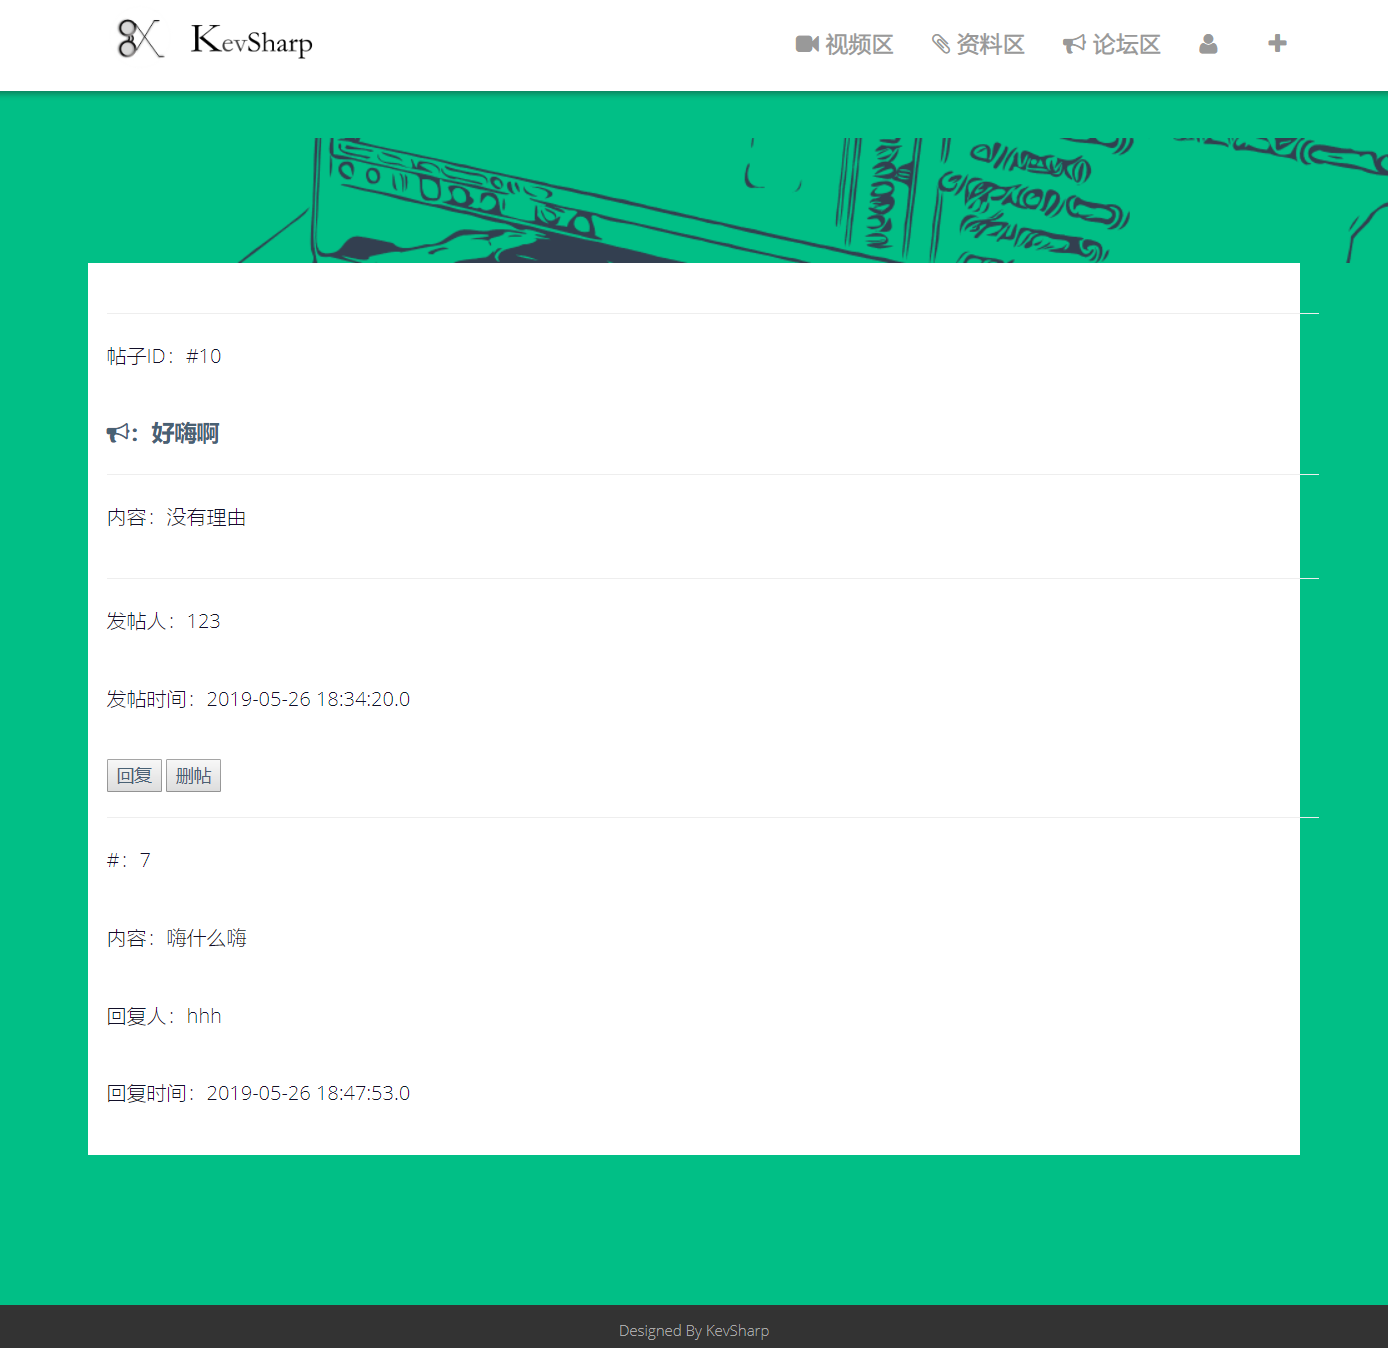 KevSharp
视频区 资料区 论坛区
帖子ID：#10
：好嗨啊
内容：没有理由
发帖人：123
发帖时间：2019-05-26 18:34:20.0
回复 删帖
#：7
内容：嗨什么嗨
回复人：hhh
回复时间：2019-05-26 18:47:53.0
Designed By KevSharp